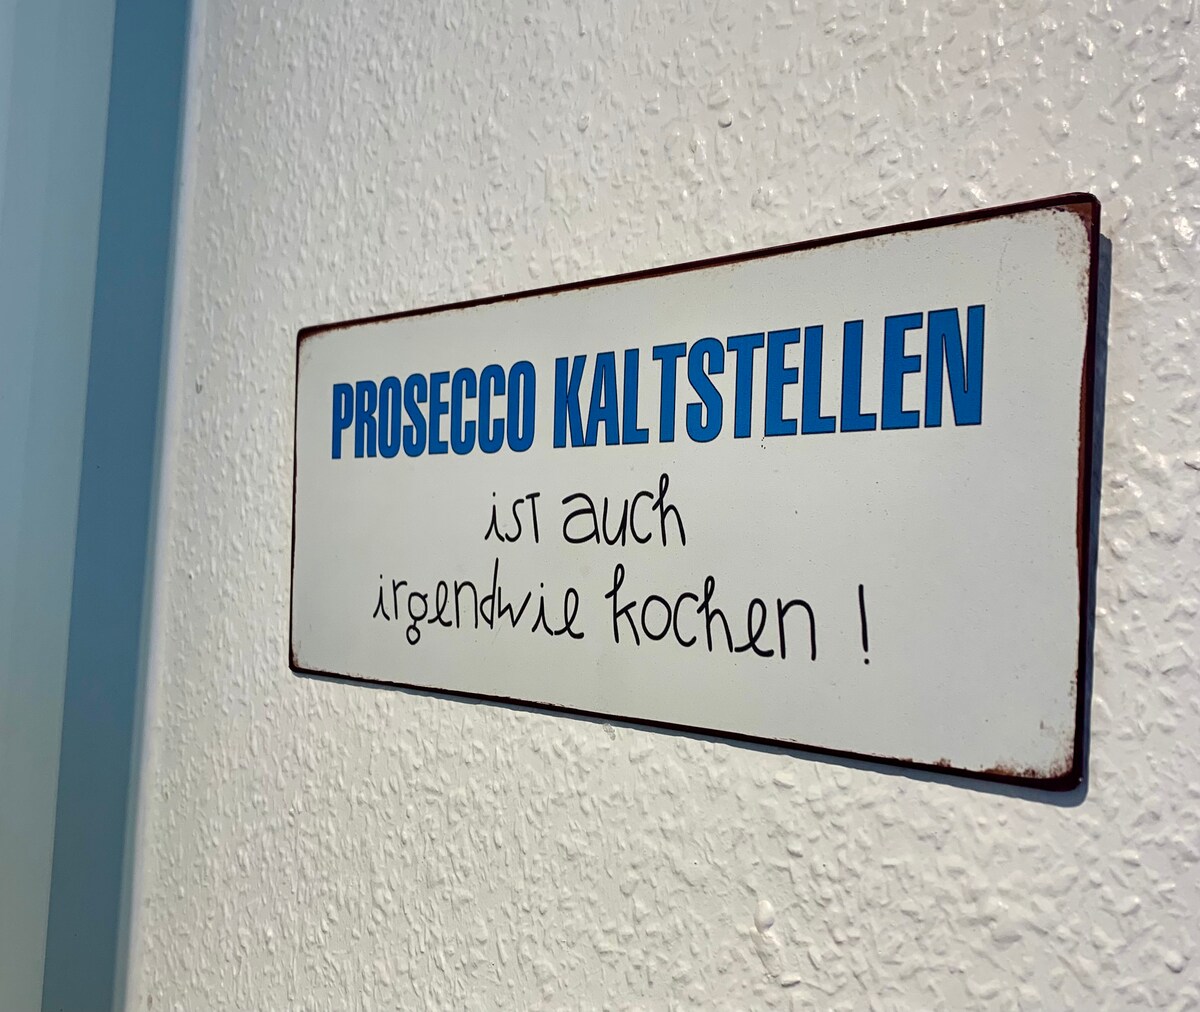 PROSECCO KALTSTELLEN
ist auch
irgendwie kochen !